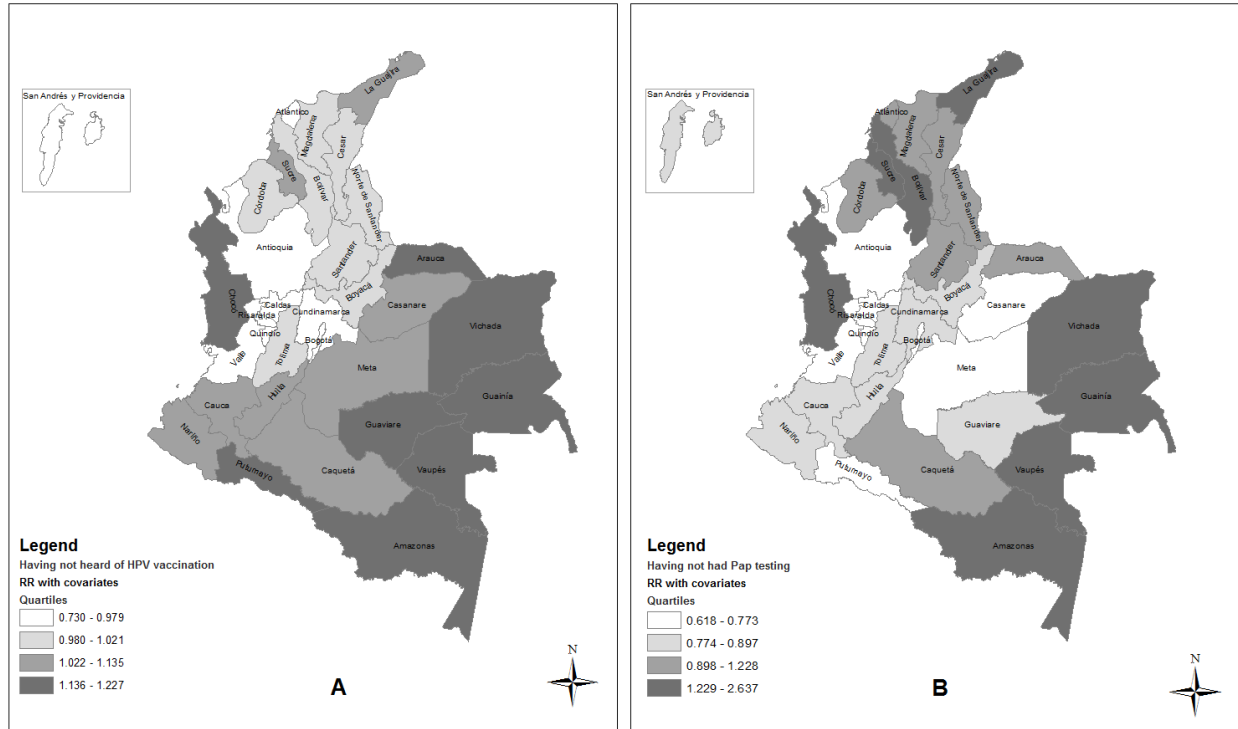 San Andrés y Providencia
La Guajira
Atlántico
Magdalena
Cesar
Sucre
Bolívar
Córdoba
Norte de Santander
Antioquia
Santander
Arauca
Chocó
Boyacá
Casanare
Caldas
Risaralda
Cundinamarca
Vichada
Quindío
Bogotá
Valle
Tolima
Meta
Huila
Guainía
Cauca
Guaviare
Nariño
Putumayo
Caquetá
Vaupés
Amazonas
Legend
Having not heard of HPV vaccination
RR with covariates
Quartiles
0.730 - 0.979
0.980 - 1.021
1.022 - 1.135
1.136 - 1.227
A
N
San Andrés y Providencia
La Guajira
Atlántico
Magdalena
Cesar
Sucre
Bolívar
Córdoba
Norte de Santander
Antioquia
Santander
Arauca
Chocó
Boyacá
Casanare
Caldas
Risaralda
Cundinamarca
Vichada
Quindío
Bogotá
Valle
Tolima
Meta
Huila
Guainía
Cauca
Guaviare
Nariño
Putumayo
Caquetá
Vaupés
Amazonas
Legend
Having not had Pap testing
RR with covariates
Quartiles
0.618 - 0.773
0.774 - 0.897
0.898 - 1.228
1.229 - 2.637
B
N